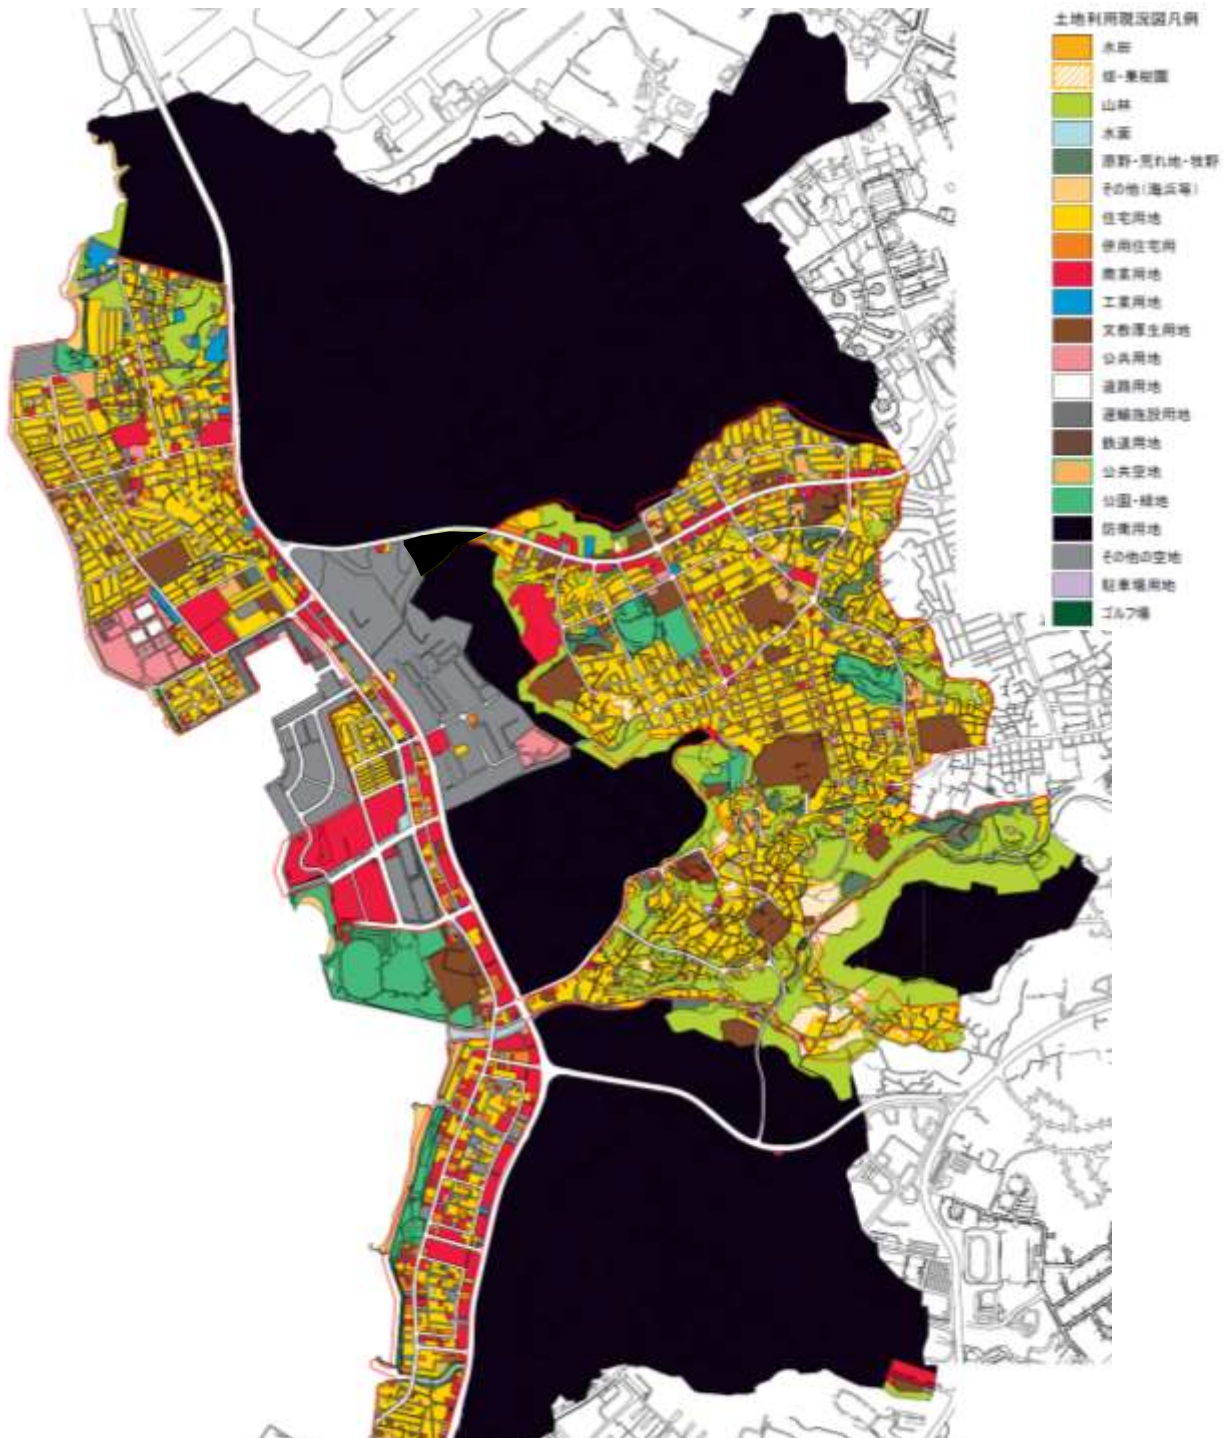 土地利用現況図凡例
水田
畑・果樹園
山林
水面
原野・荒れ地・牧野
その他(海浜等)
住宅用地
併用住宅用
商業用地
工業用地
文教厚生用地
公共用地
道路用地
運輸施設用地
鉄道用地
公共空地
公園・緑地
防衛用地
その他の空地
駐車場用地
ゴルフ場